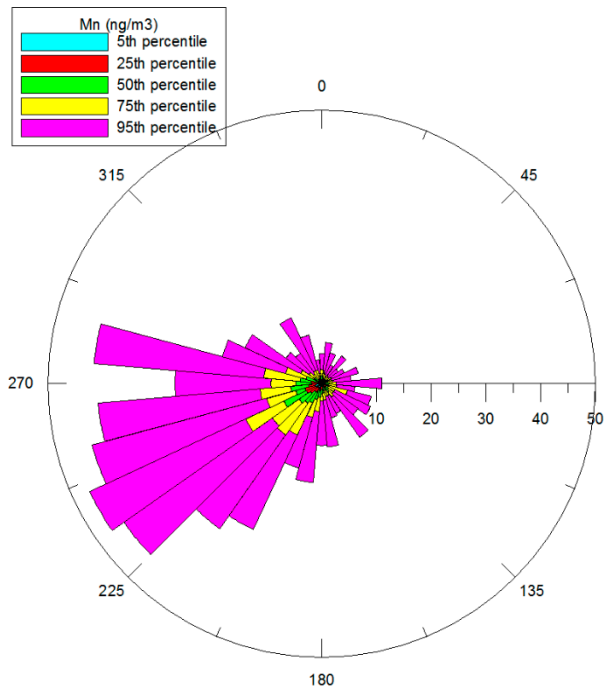 Mn (ng/m3)
5th percentile
25th percentile
50th percentile
75th percentile
95th percentile
0
315
45
270
10
20
30
40
50
225
135
180